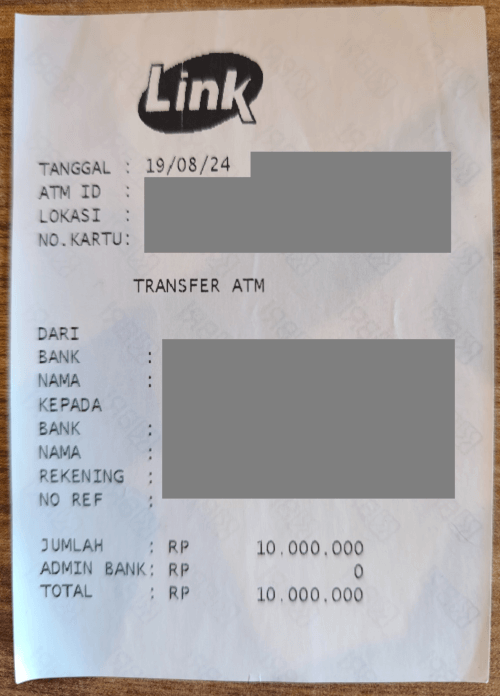 Link
TANGGAL : 19/08/24
ATM ID :
LOKASI :
NO.KARTU:
TRANSFER ATM
DARI
BANK :
NAMA :
KEPADA
BANK :
NAMA :
REKENING :
NO REF :
JUMLAH : RP 10.000.000
ADMIN BANK: RP 0
TOTAL : RP 10.000.000